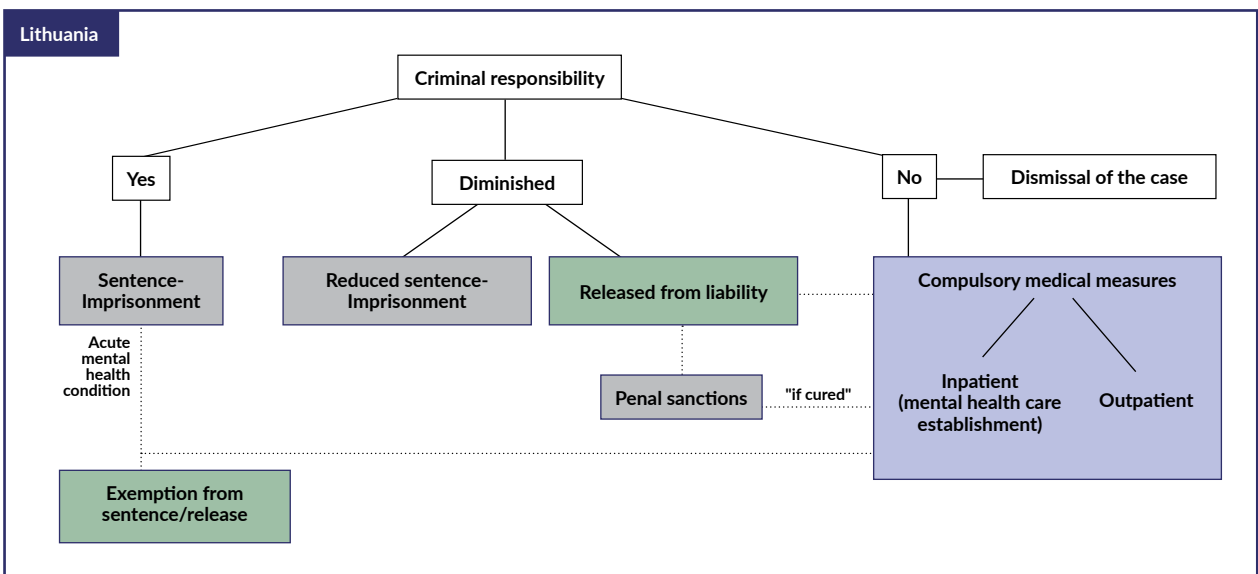 Lithuania
Criminal responsibility
Yes
Diminished
No
Dismissal of the case
Sentence-
Imprisonment
Reduced sentence-
Imprisonment
Released from liability
Compulsory medical measures
Acute
mental
health
condition
Penal sanctions
"if cured"
Inpatient
(mental health care
establishment)
Outpatient
Exemption from
sentence/release